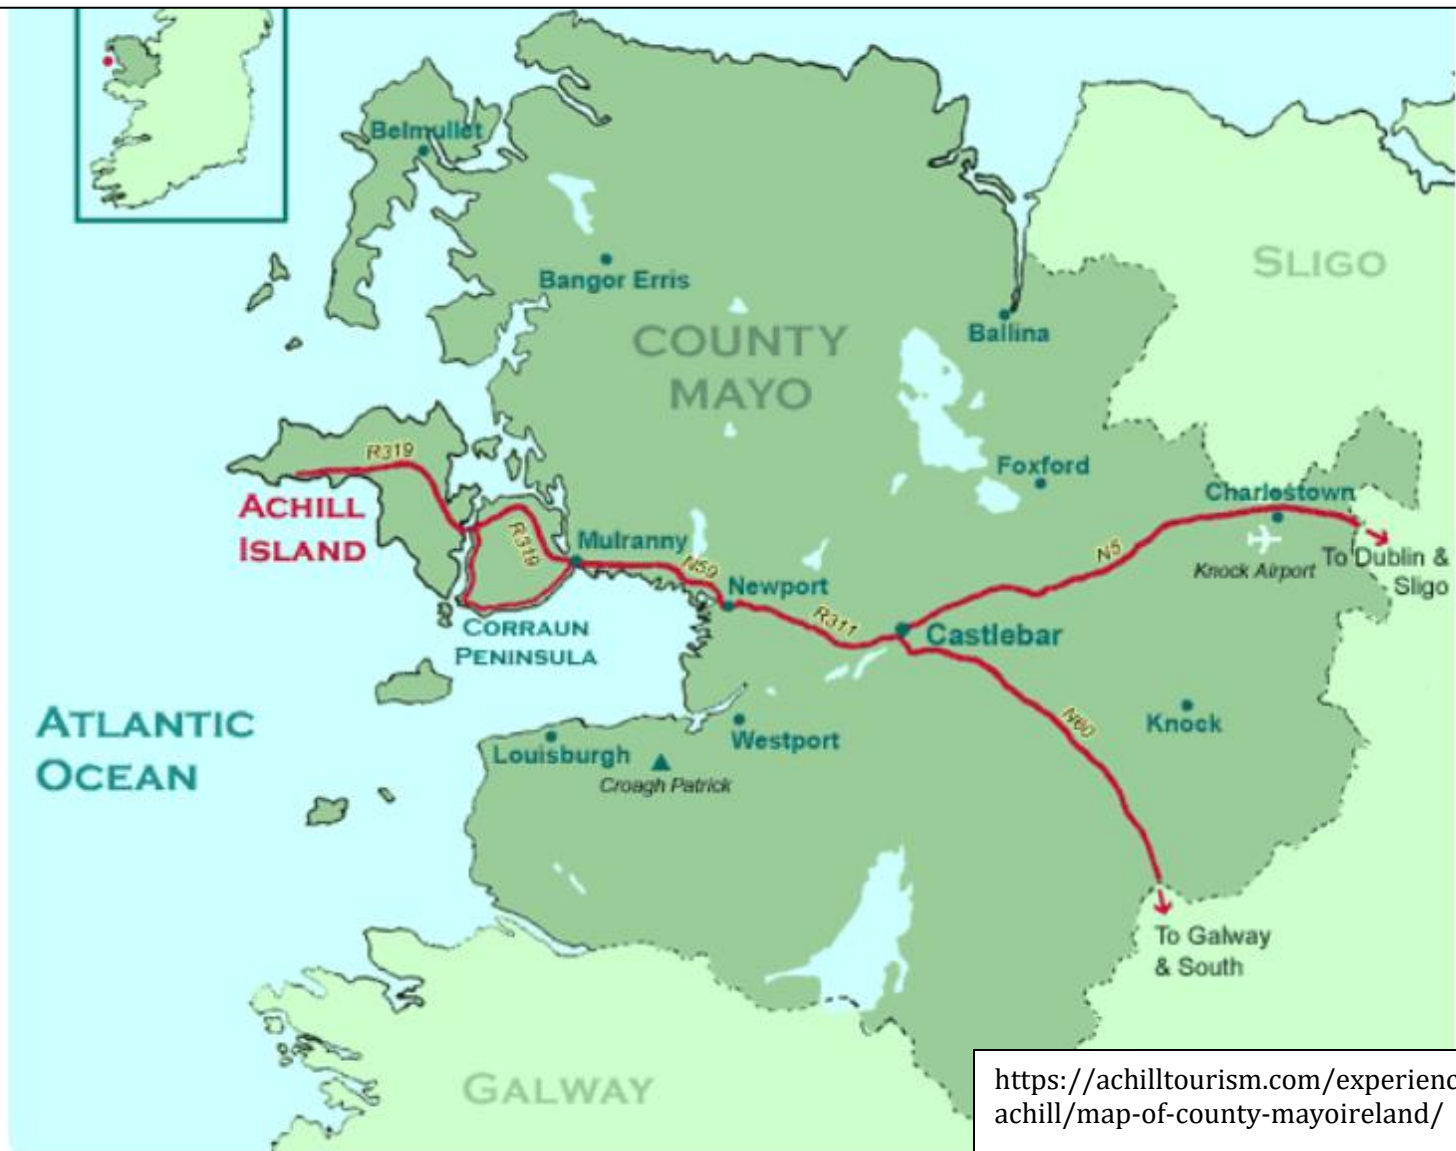 Belmullet
SLIGO
Bangor Erris
COUNTY
MAYO
Ballina
R319
Foxford
ACHILL
ISLAND
Charlestown
R319
Mulranny
N5
To Dublin &
Sligo
Knock Airport
N59
Newport
R311
Castlebar
CORRAUN
PENINSULA
N60
Knock
ATLANTIC
OCEAN
Louisburgh
Westport
Croagh Patrick
To Galway
& South
GALWAY
https://achilltourism.com/experienc
achill/map-of-county-mayoireland/